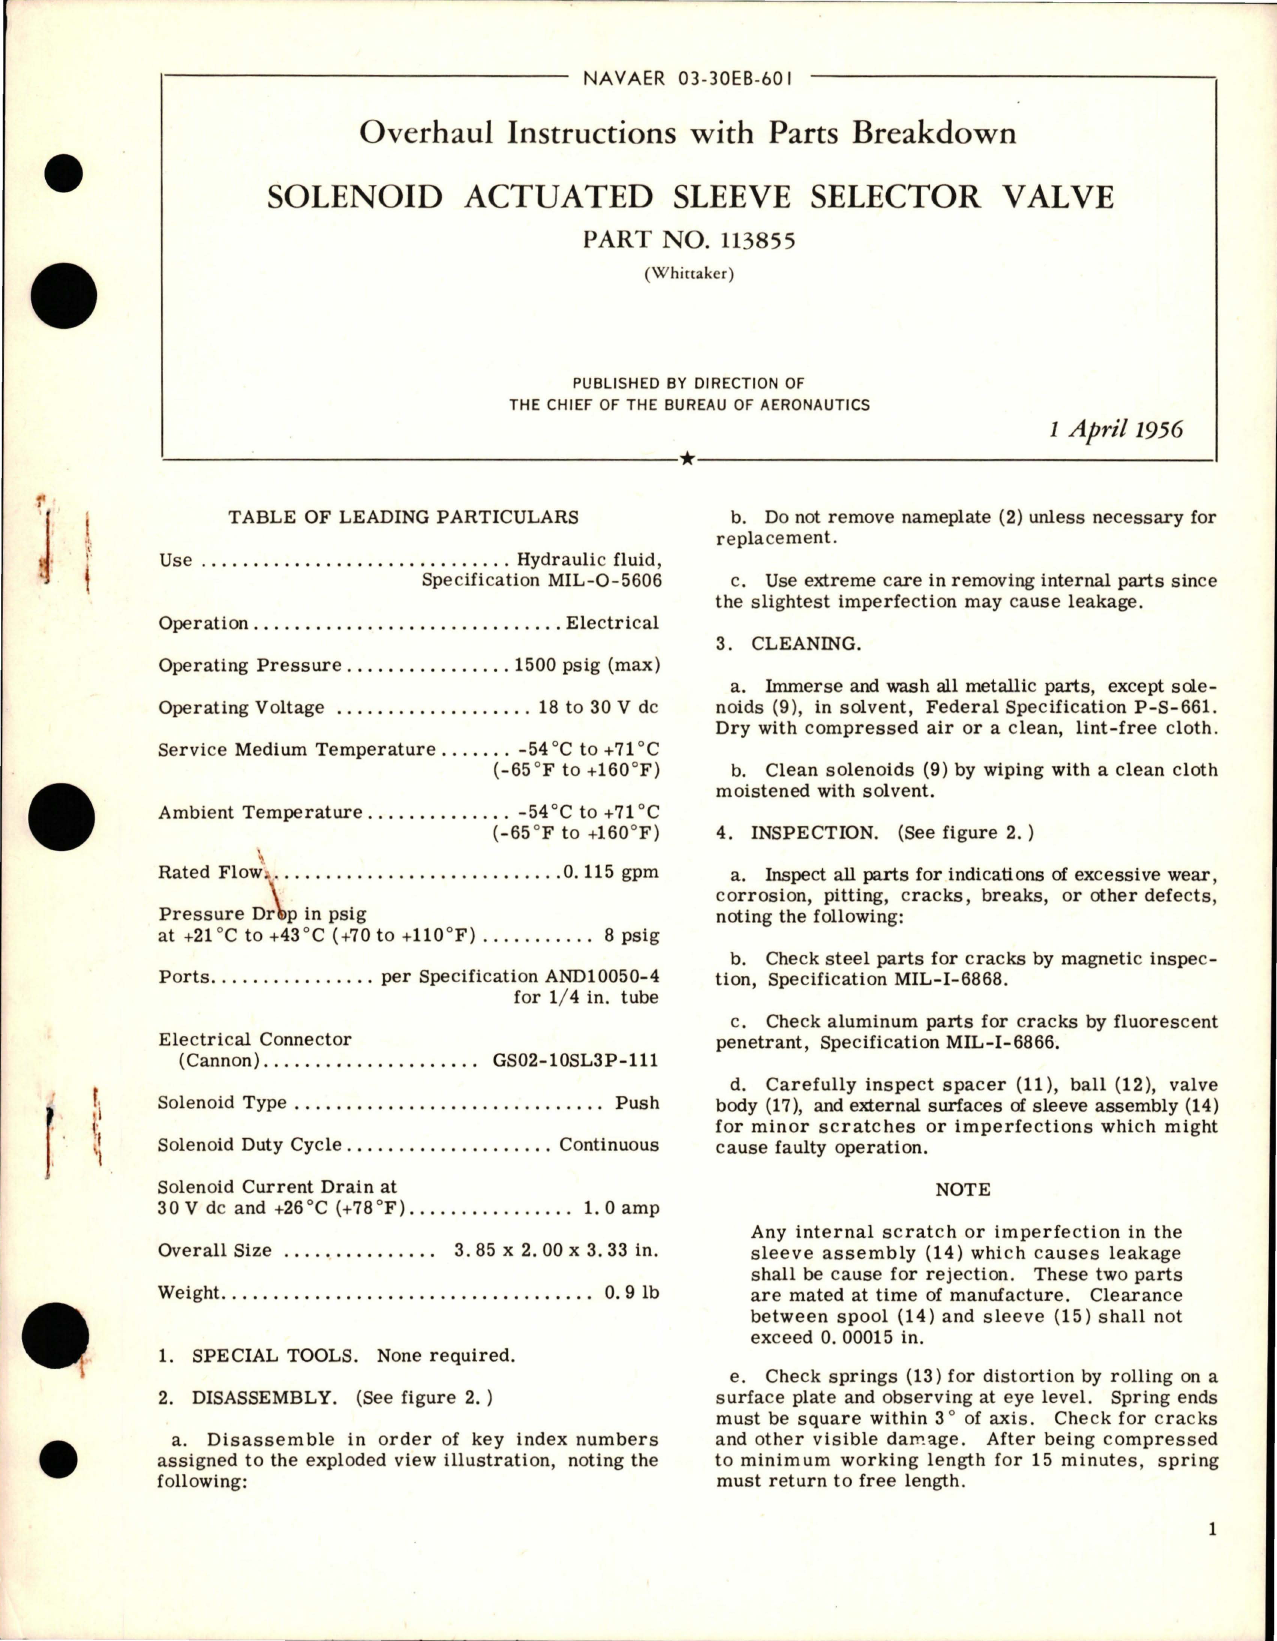 NAVAER 03-30EB-601
Overhaul Instructions with Parts Breakdown
SOLENOID ACTUATED SLEEVE SELECTOR VALVE
PART NO. 113855
(Whittaker)
PUBLISHED BY DIRECTION OF
THE CHIEF OF THE BUREAU OF AERONAUTICS
1 April 1956
TABLE OF LEADING PARTICULARS
Use .............................. Hydraulic fluid,
Specification MIL-O-5606
Operation.............................. Electrical
Operating Pressure................ 1500 psig (max)
Operating Voltage ................... 18 to 30 V dc
Service Medium Temperature....... -54°C to +71°C
(-65°F to +160°F)
Ambient Temperature.............. -54°C to +71°C
(-65°F to +160°F)
Rated Flow.............................0.115 gpm
Pressure Drop in psig
at +21°C to +43°C (+70 to +110°F) ........... 8 psig
Ports................ per Specification AND10050-4
for 1/4 in. tube
Electrical Connector
(Cannon)..................... GS02-10SL3P-111
Solenoid Type .............................. Push
Solenoid Duty Cycle.................... Continuous
Solenoid Current Drain at
30 V dc and +26°C (+78°F)................ 1.0 amp
Overall Size ............... 3.85 x 2.00 x 3.33 in.
Weight.................................... 0.9 lb
1. SPECIAL TOOLS. None required.
2. DISASSEMBLY. (See figure 2.)
a. Disassemble in order of key index numbers
assigned to the exploded view illustration, noting the
following:
b. Do not remove nameplate (2) unless necessary for
replacement.
c. Use extreme care in removing internal parts since
the slightest imperfection may cause leakage.
3. CLEANING.
a. Immerse and wash all metallic parts, except sole-
noids (9), in solvent, Federal Specification P-S-661.
Dry with compressed air or a clean, lint-free cloth.
b. Clean solenoids (9) by wiping with a clean cloth
moistened with solvent.
4. INSPECTION. (See figure 2.)
a. Inspect all parts for indications of excessive wear,
corrosion, pitting, cracks, breaks, or other defects,
noting the following:
b. Check steel parts for cracks by magnetic inspec-
tion, Specification MIL-I-6868.
c. Check aluminum parts for cracks by fluorescent
penetrant, Specification MIL-I-6866.
d. Carefully inspect spacer (11), ball (12), valve
body (17), and external surfaces of sleeve assembly (14)
for minor scratches or imperfections which might
cause faulty operation.
NOTE
Any internal scratch or imperfection in the
sleeve assembly (14) which causes leakage
shall be cause for rejection. These two parts
are mated at time of manufacture. Clearance
between spool (14) and sleeve (15) shall not
exceed 0.00015 in.
e. Check springs (13) for distortion by rolling on a
surface plate and observing at eye level. Spring ends
must be square within 3° of axis. Check for cracks
and other visible damage. After being compressed
to minimum working length for 15 minutes, spring
must return to free length.
1